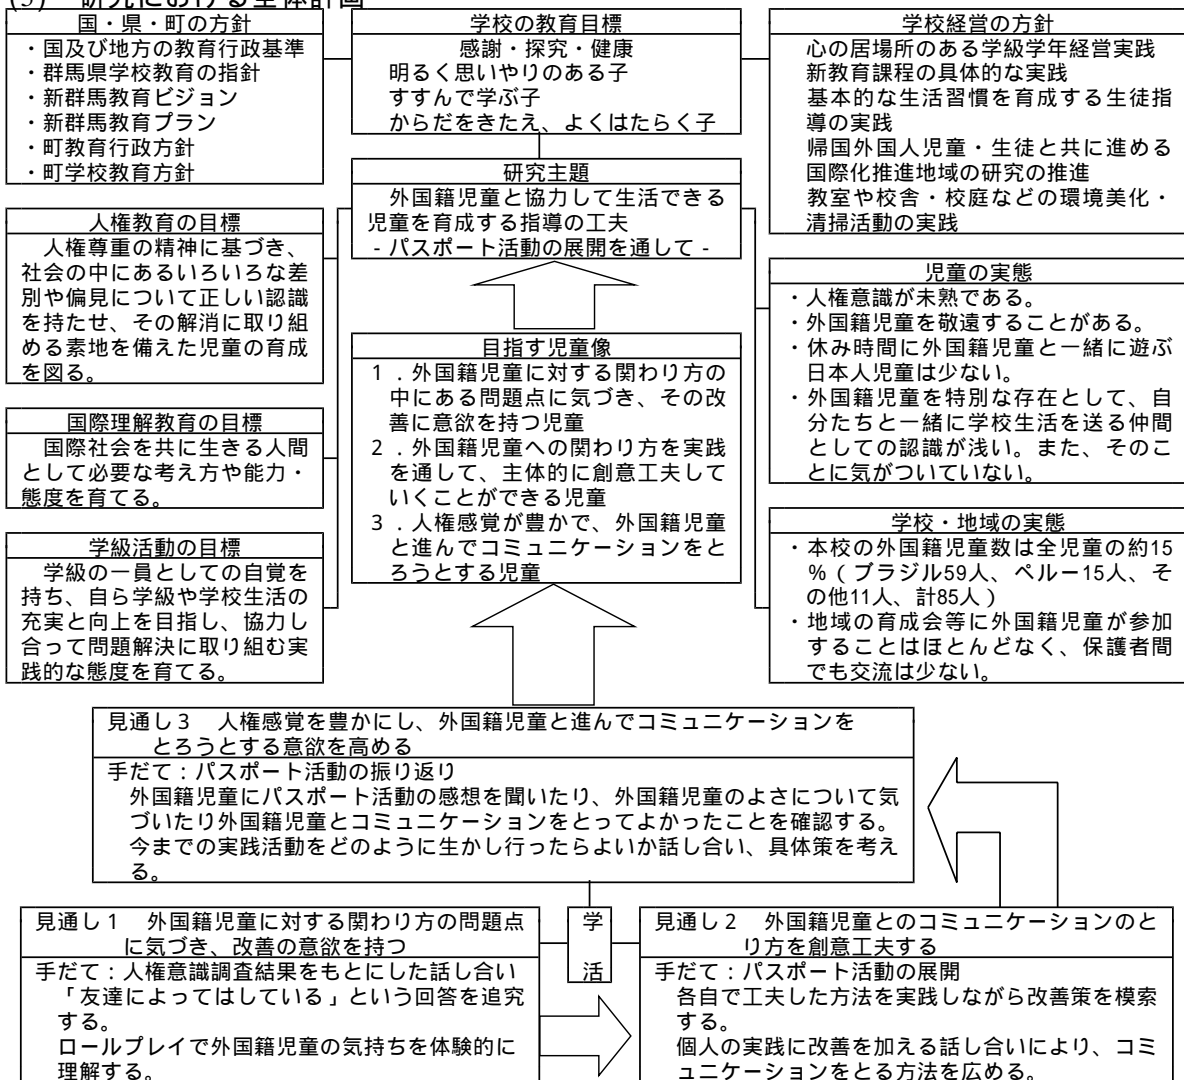 (3) 研究における全体計画
国・県・町の方針
・国及び地方の教育行政基準
・群馬県学校教育の指針
・新群馬教育ビジョン
・新群馬教育プラン
・町教育行政方針
・町学校教育方針
学校の教育目標
感謝・探究・健康
明るく思いやりのある子
すすんで学ぶ子
からだをきたえ、よくはたらく子
学校経営の方針
心の居場所のある学級学年経営実践
新教育課程の具体的な実践
基本的な生活習慣を育成する生徒指
導の実践
帰国外国人児童・生徒と共に進める
国際化推進地域の研究の推進
教室や校舎・校庭などの環境美化・
清掃活動の実践
研究主題
外国籍児童と協力して生活できる
児童を育成する指導の工夫
- パスポート活動の展開を通して -
人権教育の目標
人権尊重の精神に基づき、
社会の中にあるいろいろな差
別や偏見について正しい認識
を持たせ、その解消に取り組
める素地を備えた児童の育成
を図る。
国際理解教育の目標
国際社会を共に生きる人間
として必要な考え方や能力・
態度を育てる。
学級活動の目標
学級の一員としての自覚を
持ち、自ら学級や学校生活の
充実と向上を目指し、協力し
合って問題解決に取り組む実
践的な態度を育てる。
目指す児童像
1．外国籍児童に対する関わり方の
中にある問題点に気づき、その改
善に意欲を持つ児童
2．外国籍児童への関わり方を実践
を通して、主体的に創意工夫して
いくことができる児童
3．人権感覚が豊かで、外国籍児童
と進んでコミュニケーションをと
ろうとする児童
児童の実態
・人権意識が未熟である。
・外国籍児童を敬遠することがある。
・休み時間に外国籍児童と一緒に遊ぶ
日本人児童は少ない。
・外国籍児童を特別な存在として、自
分たちと一緒に学校生活を送る仲間
としての認識が浅い。また、そのこ
とに気がついていない。
学校・地域の実態
・本校の外国籍児童数は全児童の約15
％（ブラジル59人、ペルー15人、そ
の他11人、計85人）
・地域の育成会等に外国籍児童が参加
することはほとんどなく、保護者間
でも交流は少ない。
見通し3 人権感覚を豊かにし、外国籍児童と進んでコミュニケーションを
とろうとする意欲を高める
手だて：パスポート活動の振り返り
外国籍児童にパスポート活動の感想を聞いたり、外国籍児童のよさについて気
づいたり外国籍児童とコミュニケーションをとってよかったことを確認する。
今までの実践活動をどのように生かし行ったらよいか話し合い、具体策を考え
る。
見通し1 外国籍児童に対する関わり方の問題点
に気づき、改善の意欲を持つ
手だて：人権意識調査結果をもとにした話し合い
「友達によってはしている」という回答を追究
する。
ロールプレイで外国籍児童の気持ちを体験的に
理解する。
学
活
見通し2 外国籍児童とのコミュニケーションのと
り方を創意工夫する
手だて：パスポート活動の展開
各自で工夫した方法を実践しながら改善策を模索
する。
個人の実践に改善を加える話し合いにより、コミ
ュニケーションをとる方法を広める。